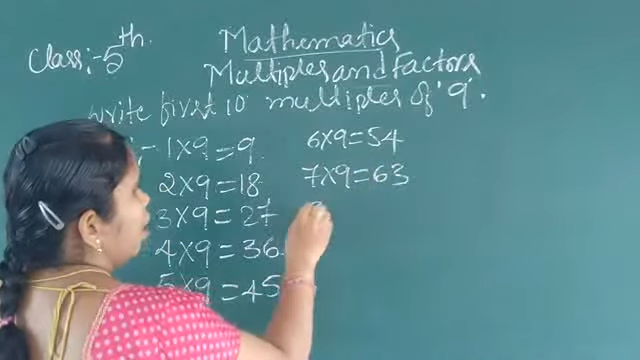 Class:- 5th.
Mathematics
Multiples and Factors
write first 10 multiples of '9'.
:- 1×9=9
2×9=18
3×9=27
4×9=36
5×9=45
6×9=54
7×9=63